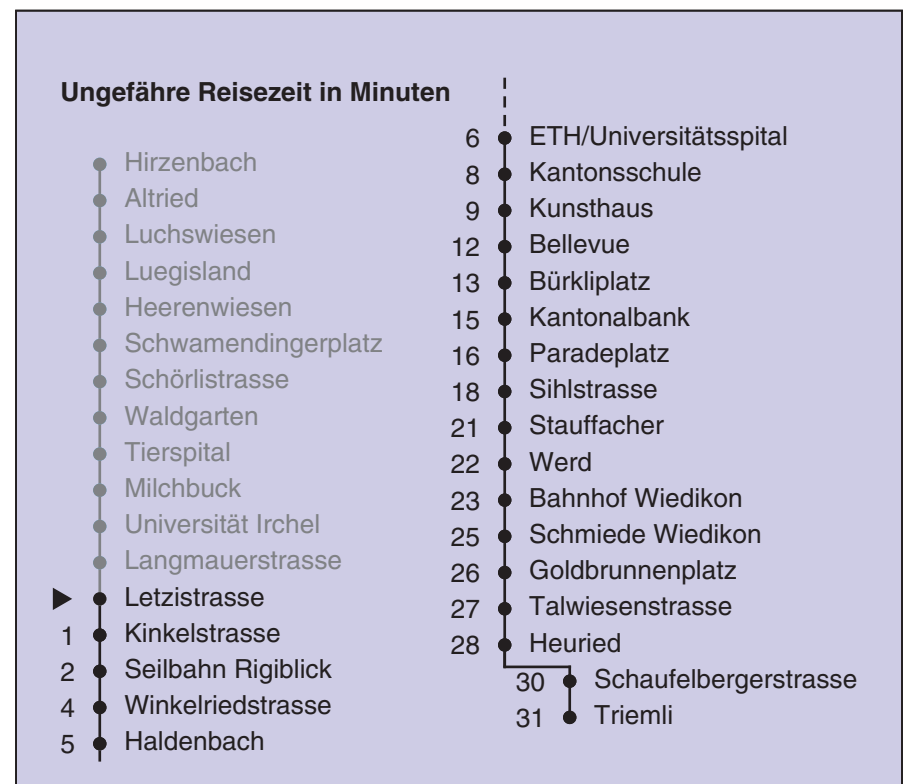 Ungefähre Reisezeit in Minuten
Hirzenbach
Altried
Luchswiesen
Luegisland
Heerenwiesen
Schwamendingerplatz
Schörlistrasse
Waldgarten
Tierspital
Milchbuck
Universität Irchel
Langmauerstrasse
Letzistrasse
1 Kinkelstrasse
2 Seilbahn Rigiblick
4 Winkelriedstrasse
5 Haldenbach
6 ETH/Universitätsspital
8 Kantonsschule
9 Kunsthaus
12 Bellevue
13 Bürkliplatz
15 Kantonalbank
16 Paradeplatz
18 Sihlstrasse
21 Stauffacher
22 Werd
23 Bahnhof Wiedikon
25 Schmiede Wiedikon
26 Goldbrunnenplatz
27 Talwiesenstrasse
28 Heuried
30 Schaufelbergerstrasse
31 Triemli